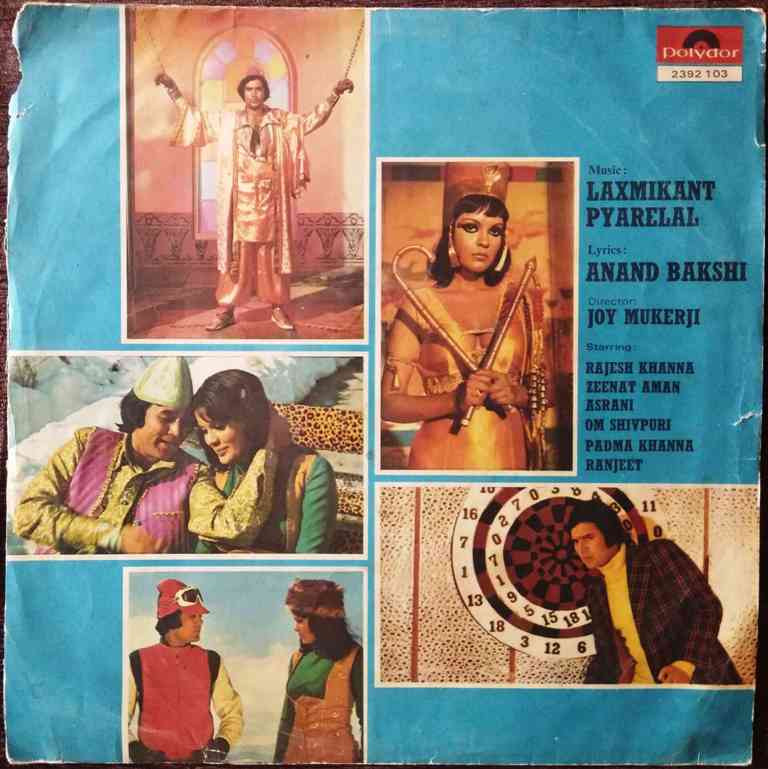 polydor
2392 103
Music:
LAXMIKANT
PYARELAL
Lyrics:
ANAND BAKSHI
Director:
JOY MUKERJI
Starring:
RAJESH KHANNA
ZEENAT AMAN
ASRANI
OM SHIVPURI
PADMA KHANNA
RANJEET